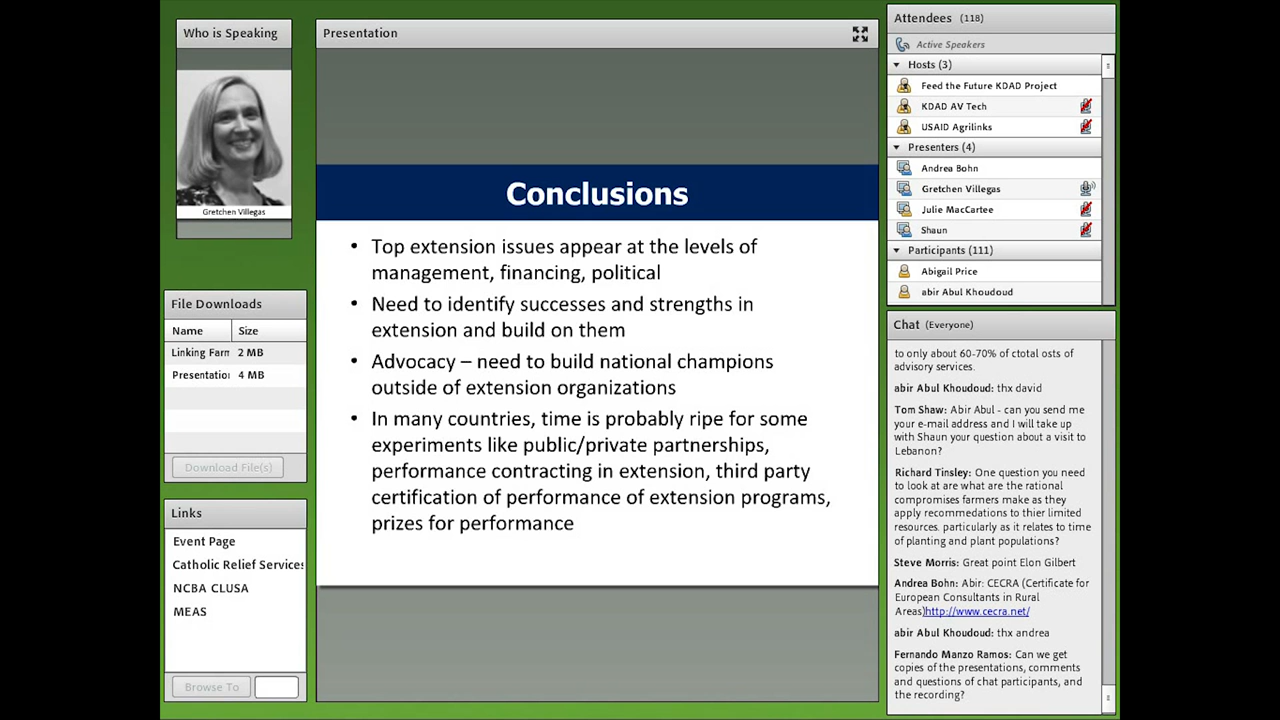 Who is Speaking
Gretchen Villegas
File Downloads
Name Size
Linking Farn 2 MB
Presentatio 4 MB
Download File(s)
Links
Event Page
Catholic Relief Services
NCBA CLUSA
MEAS
Browse To
Presentation
Conclusions
• Top extension issues appear at the levels of
management, financing, political
• Need to identify successes and strengths in
extension and build on them
• Advocacy – need to build national champions
outside of extension organizations
• In many countries, time is probably ripe for some
experiments like public/private partnerships,
performance contracting in extension, third party
certification of performance of extension programs,
prizes for performance
Attendees (118)
Active Speakers
Hosts (3)
Feed the Future KDAD Project
KDAD AV Tech
USAID Agrilinks
Presenters (4)
Andrea Bohn
Gretchen Villegas
Julie MacCartee
Shaun
Participants (111)
Abigail Price
abir Abul Khoudoud
Chat (Everyone)
to only about 60-70% of ctotal osts of
advisory services.
abir Abul Khoudoud: thx david
Tom Shaw: Abir Abul - can you send me
your e-mail address and I will take up
with Shaun your question about a visit to
Lebanon?
Richard Tinsley: One question you need
to look at are what are the rational
compromises farmers make as they
apply recommendations to thier limited
resources. particularly as it relates to time
of planting and plant populations?
Steve Morris: Great point Elon Gilbert
Andrea Bohn: Abir: CECRA (Certificate for
European Consultants in Rural
Areas)http://www.cecra.net/
abir Abul Khoudoud: thx andrea
Fernando Manzo Ramos: Can we get
copies of the presentations, comments
and questions of chat participants, and
the recording?